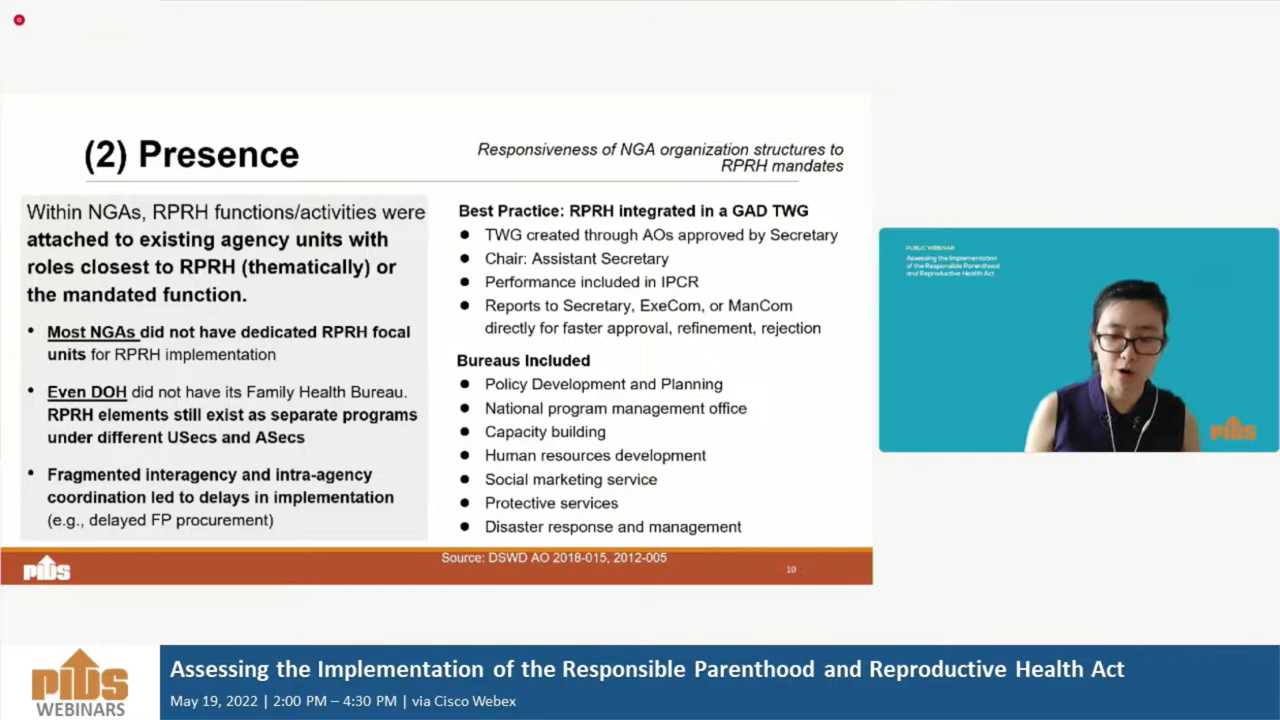 (2) Presence
Responsiveness of NGA organization structures to
RPRH mandates
Within NGAs, RPRH functions/activities were
attached to existing agency units with
roles closest to RPRH (thematically) or
the mandated function.
• Most NGAs did not have dedicated RPRH focal
units for RPRH implementation
• Even DOH did not have its Family Health Bureau.
RPRH elements still exist as separate programs
under different USecs and ASecs
• Fragmented interagency and intra-agency
coordination led to delays in implementation
(e.g., delayed FP procurement)
Best Practice: RPRH integrated in a GAD TWG
● TWG created through AOs approved by Secretary
● Chair: Assistant Secretary
● Performance included in IPCR
● Reports to Secretary, ExeCom, or ManCom
directly for faster approval, refinement, rejection
Bureaus Included
● Policy Development and Planning
● National program management office
● Capacity building
● Human resources development
● Social marketing service
● Protective services
● Disaster response and management
Source: DSWD AO 2018-015, 2012-005
pids
19
PUBLIC WEBINAR
Assessing the Implementation
of the Responsible Parenthood
and Reproductive Health Act
pids
pids
WEBINARS
Assessing the Implementation of the Responsible Parenthood and Reproductive Health Act
May 19, 2022 | 2:00 PM – 4:30 PM | via Cisco Webex